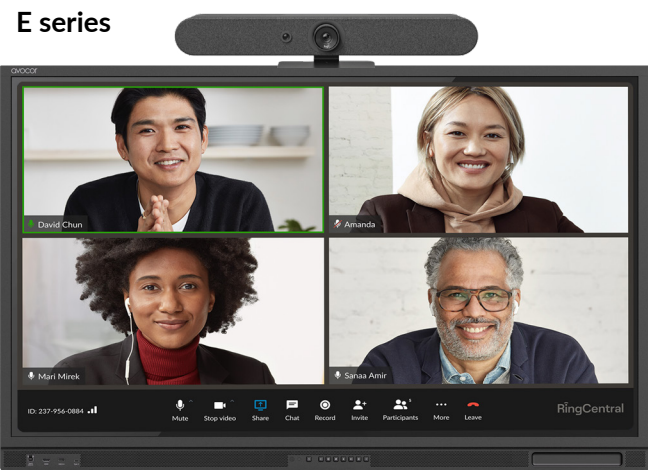 E series
avocor
David Chun
Amanda
Mari Mirek
Sanaa Amir
ID: 237-956-0884
Mute
Stop video
Share
Chat
Record
Invite
Participants
5
More
Leave
RingCentral